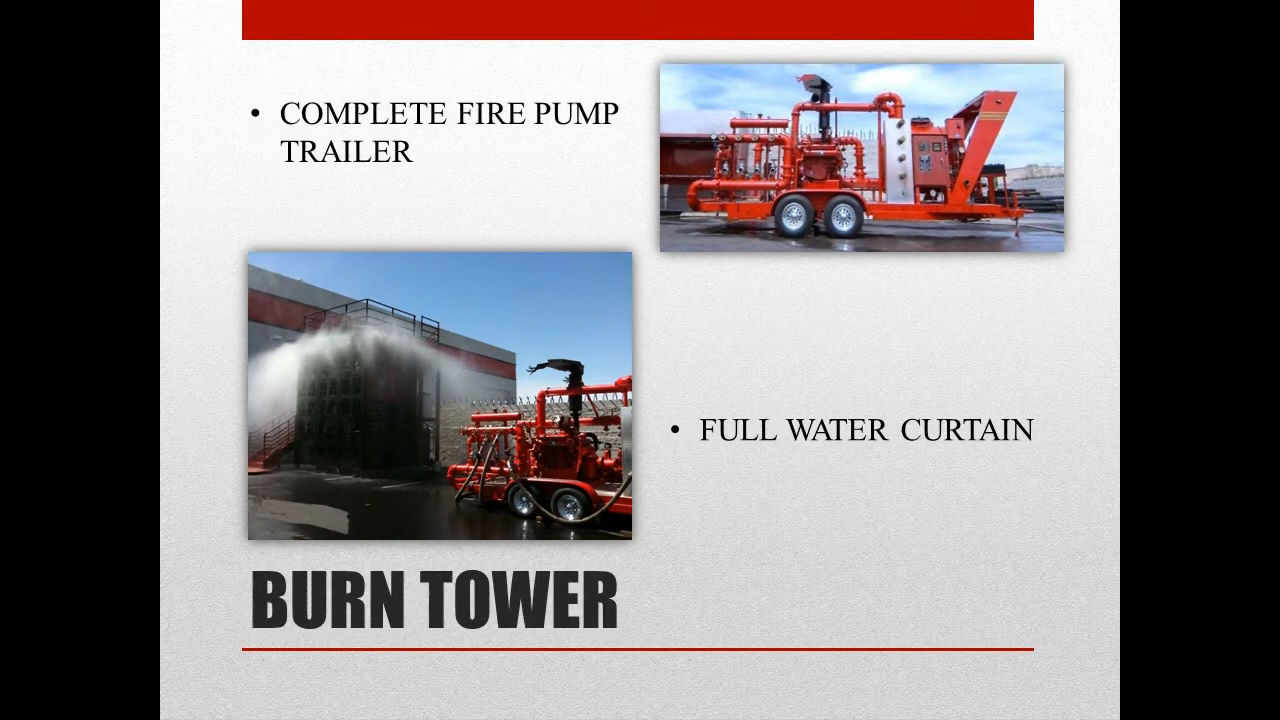 • COMPLETE FIRE PUMP
TRAILER
• FULL WATER CURTAIN
BURN TOWER